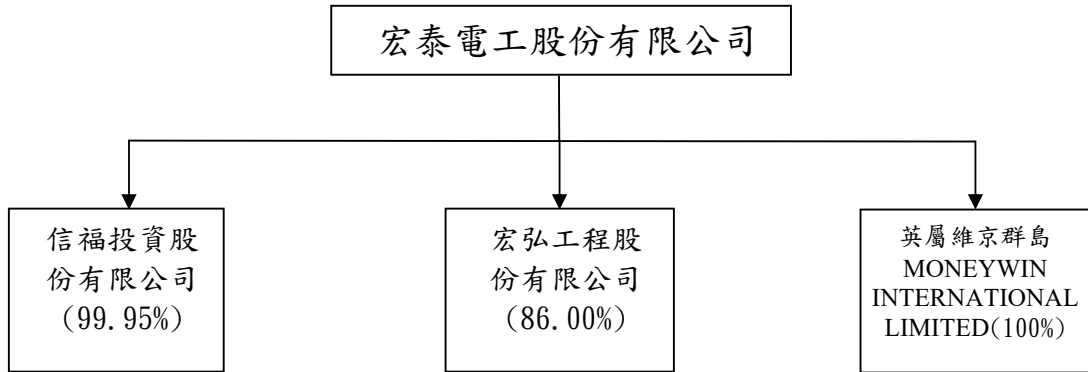 宏泰電工股份有限公司
信福投資股
份有限公司
(99.95%)
宏弘工程股
份有限公司
(86.00%)
英屬維京群島
MONEYWIN
INTERNATIONAL
LIMITED(100%)